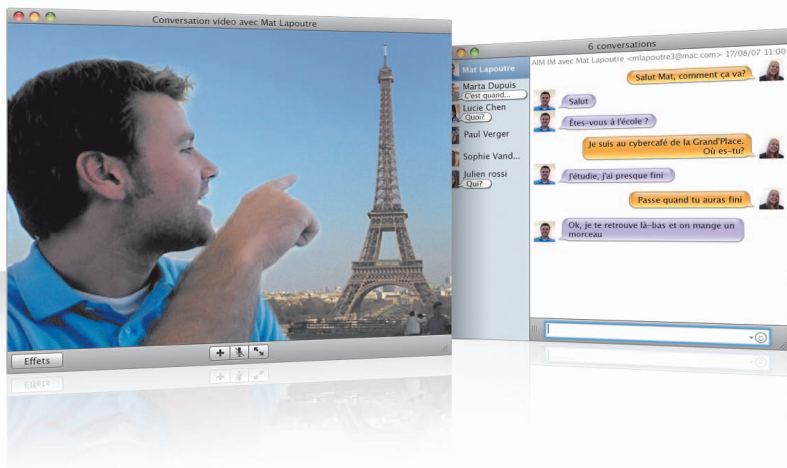 Conversation vidéo avec Mat Lapoutre
Effets
6 conversations
Mat Lapoutre
Marta Dupuis
C'est quand...
Lucie Chen
Quoi?
Paul Verger
Sophie Vand...
Julien rossi
Qui?
AIM IM avec Mat Lapoutre <mlapoutre3@mac.com> 17/08/07 11:00
Salut Mat, comment ça va?
Salut
Êtes-vous à l'école ?
Je suis au cybercafé de la Grand'Place.
Où es-tu?
J'étudie, j'ai presque fini
Passe quand tu auras fini
Ok, je te retrouve là-bas et on mange un
morceau